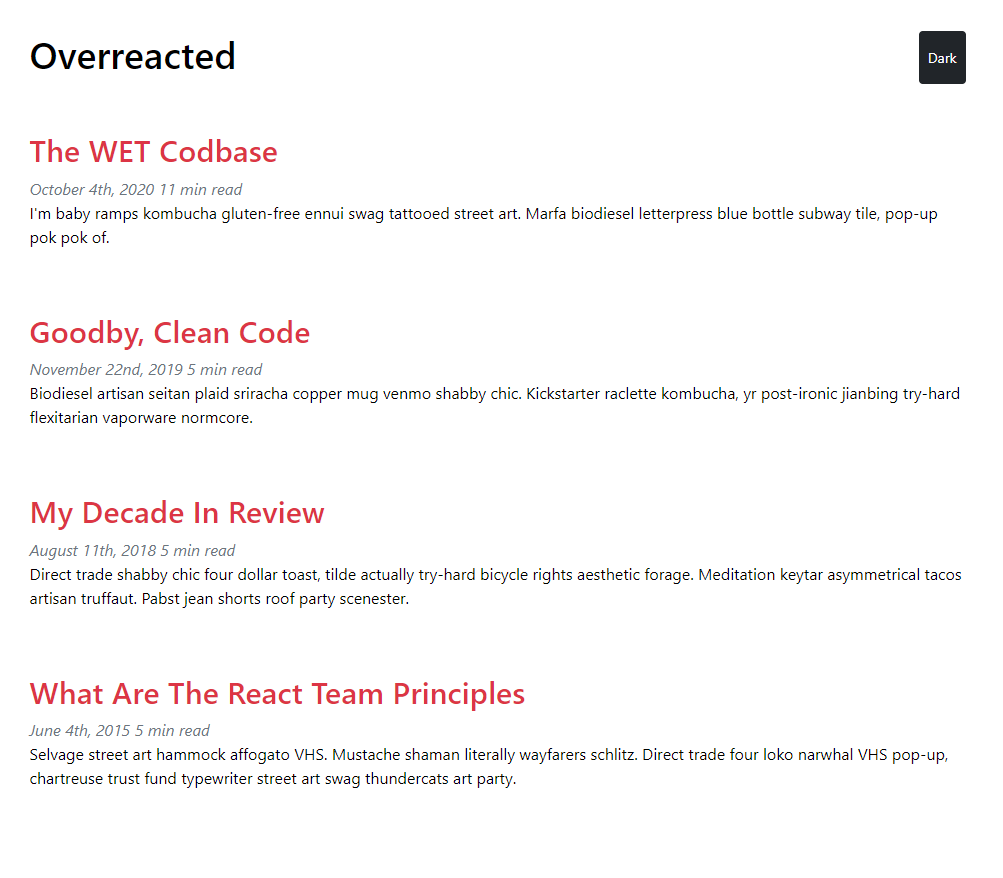 Overreacted
Dark
The WET Codbase
October 4th, 2020 11 min read
I'm baby ramps kombucha gluten-free ennui swag tattooed street art. Marfa biodiesel letterpress blue bottle subway tile, pop-up
pok pok of.
Goodby, Clean Code
November 22nd, 2019 5 min read
Biodiesel artisan seitan plaid sriracha copper mug venmo shabby chic. Kickstarter raclette kombucha, yr post-ironic jianbing try-hard
flexitarian vaporware normcore.
My Decade In Review
August 11th, 2018 5 min read
Direct trade shabby chic four dollar toast, tilde actually try-hard bicycle rights aesthetic forage. Meditation keytar asymmetrical tacos
artisan truffaut. Pabst jean shorts roof party scenester.
What Are The React Team Principles
June 4th, 2015 5 min read
Selvage street art hammock affogato VHS. Mustache shaman literally wayfarers schlitz. Direct trade four loko narwhal VHS pop-up,
chartreuse trust fund typewriter street art swag thundercats art party.